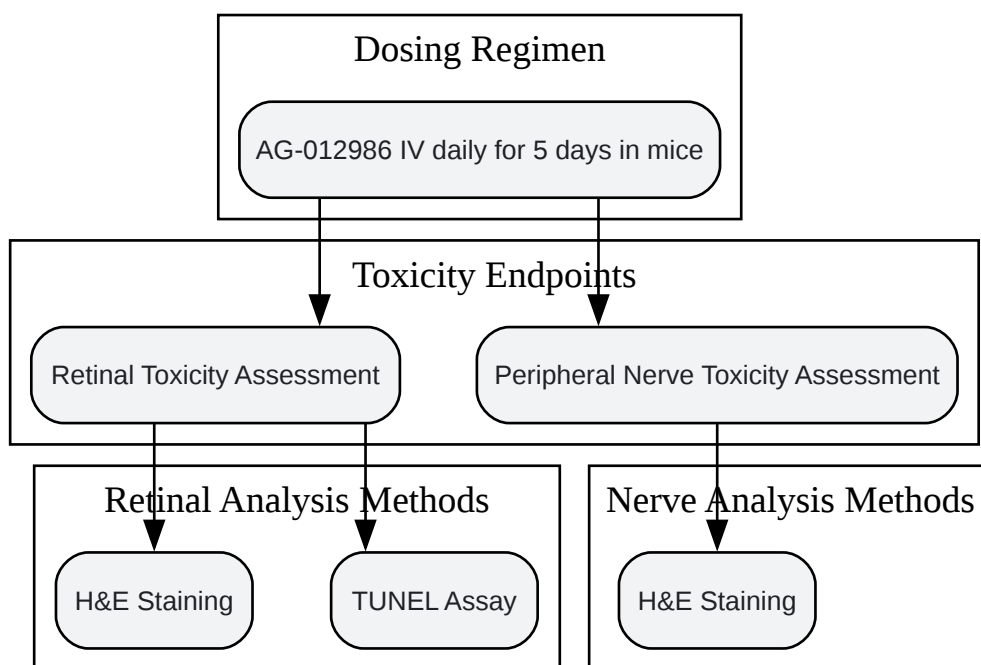 Dosing Regimen
AG-012986 IV daily for 5 days in mice
Toxicity Endpoints
Retinal Toxicity Assessment
Peripheral Nerve Toxicity Assessment
Retinal Analysis Methods
Nerve Analysis Methods
H&E Staining
TUNEL Assay
H&E Staining